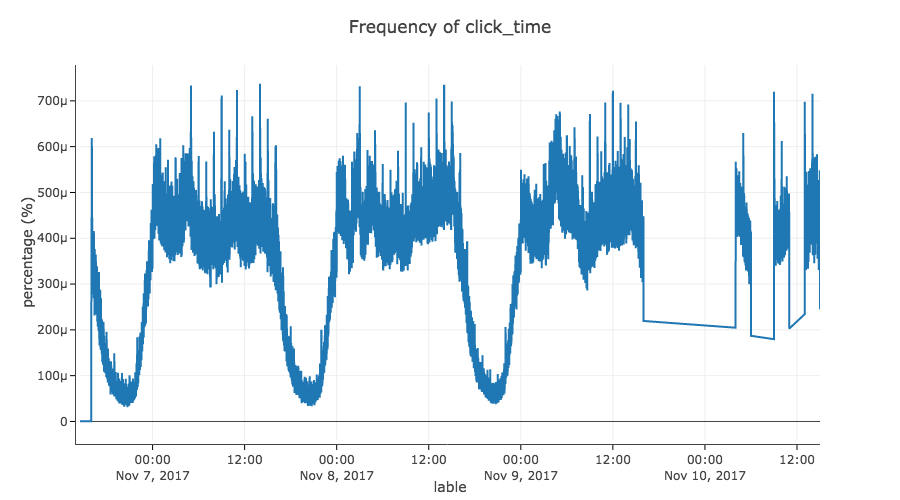 Frequency of click_time
percentage (%)
700μ
600μ
500μ
400μ
300μ
200μ
100μ
0
00:00 12:00 00:00 12:00 00:00 12:00 00:00 12:00
Nov 7, 2017 Nov 8, 2017 Nov 9, 2017 Nov 10, 2017
lable